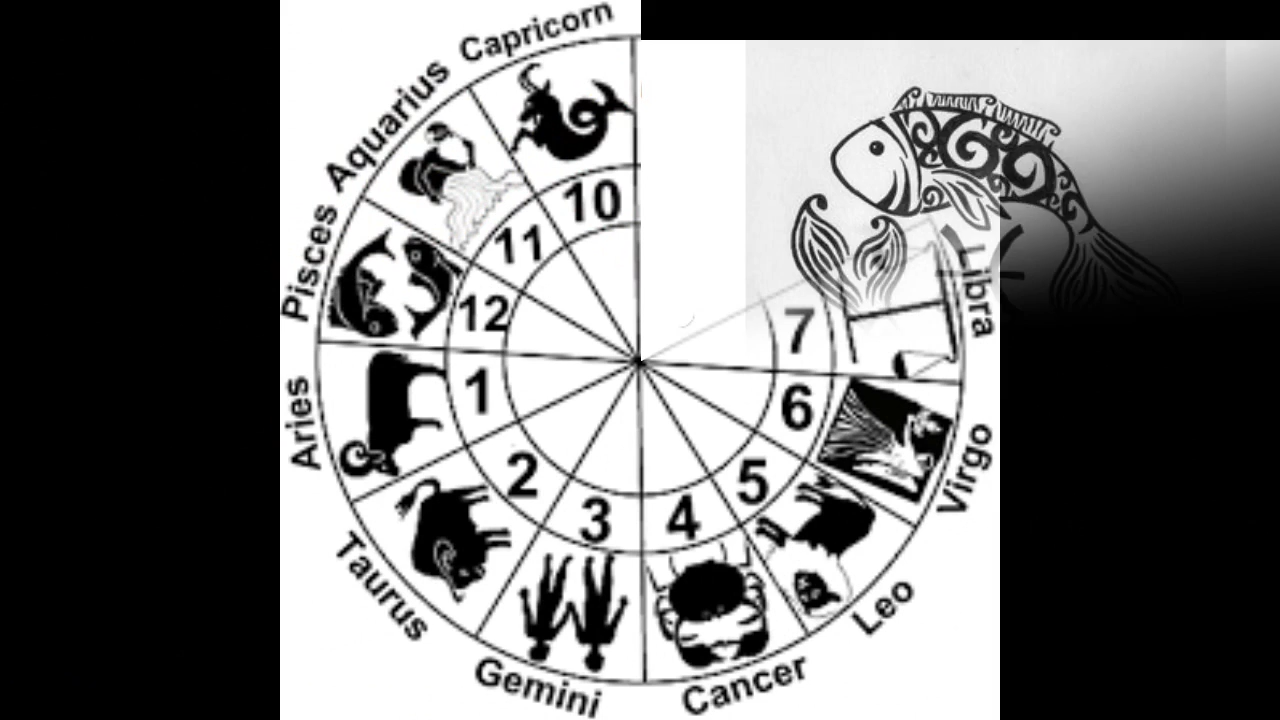 Capricorn
Aquarius
Pisces
Aries
Taurus
Gemini
Cancer
Leo
Virgo
Libra
10
11
12
1
2
3
4
5
6
7